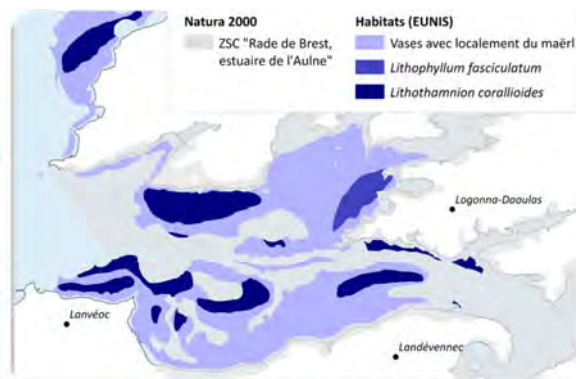 Natura 2000
ZSC "Rade de Brest,
estuaire de l'Aulne"
Habitats (EUNIS)
Vases avec localement du maërl
Lithophyllum fasciculatum
Lithothamnion corallioides
Logonna-Daoulas
Lanvéoc
Landévennec